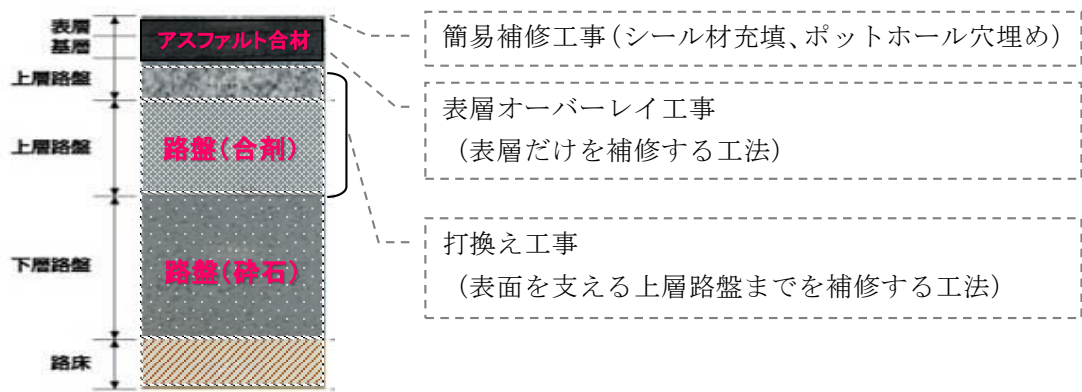 表層
基層
上層路盤
上層路盤
下層路盤
路床
アスファルト合材
路盤(合剤)
路盤(砕石)
簡易補修工事(シール材充填、ポットホール穴埋め)
表層オーバーレイ工事
(表層だけを補修する工法)
打換え工事
(表面を支える上層路盤までを補修する工法)